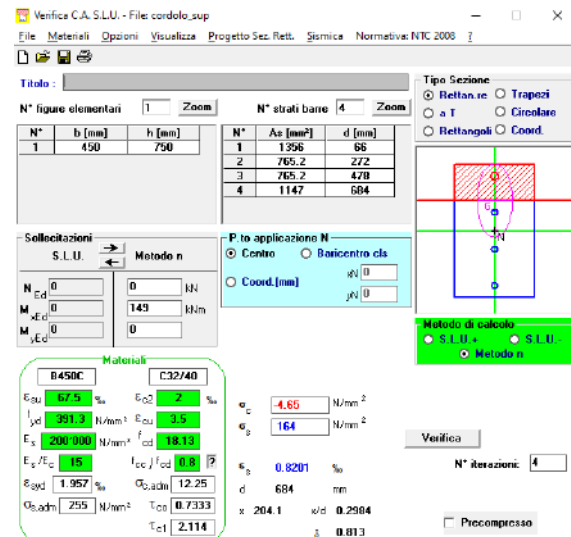 Verifica C.A. S.L.U. - File: cordolo_sup
File Materiali Opzioni Visualizza Progetto Sez. Rett. Sismica Normativa: NTC 2008 ?
Titolo :
N° figure elementari 1 Zoom
N° strati barre 4 Zoom
N° b [mm] h [mm]
1 450 750
N° As [mm²] d [mm]
1 1356 66
2 765.2 272
3 765.2 478
4 1147 684
Tipo Sezione
Rettan.re Trapezi
a T Circolare
Rettangoli Coord.
G
N
Sollecitazioni
S.L.U. Metodo n
N Ed 0 0 kN
M xEd 0 149 kNm
M yEd 0 0
P.to applicazione N
Centro Baricentro cls
Coord.[mm]
xN 0
yN 0
Metodo di calcolo
S.L.U.+ S.L.U.-
Metodo n
Materiali
B450C C32/40
εsu 67.5 ‰ εc2 2 ‰
fyd 391.3 N/mm² εcu 3.5
Es 200'000 N/mm² fcd 18.13
Es/Ec 15 fcc/fcd 0.8 ?
εsyd 1.957 ‰ σc,adm 12.25
σs,adm 255 N/mm² τco 0.7333
τc1 2.114
σc -4.65 N/mm²
σs 164 N/mm²
εs 0.8201 ‰
d 684 mm
x 204.1 x/d 0.2984
δ 0.813
Verifica
N° iterazioni: 4
Precompresso